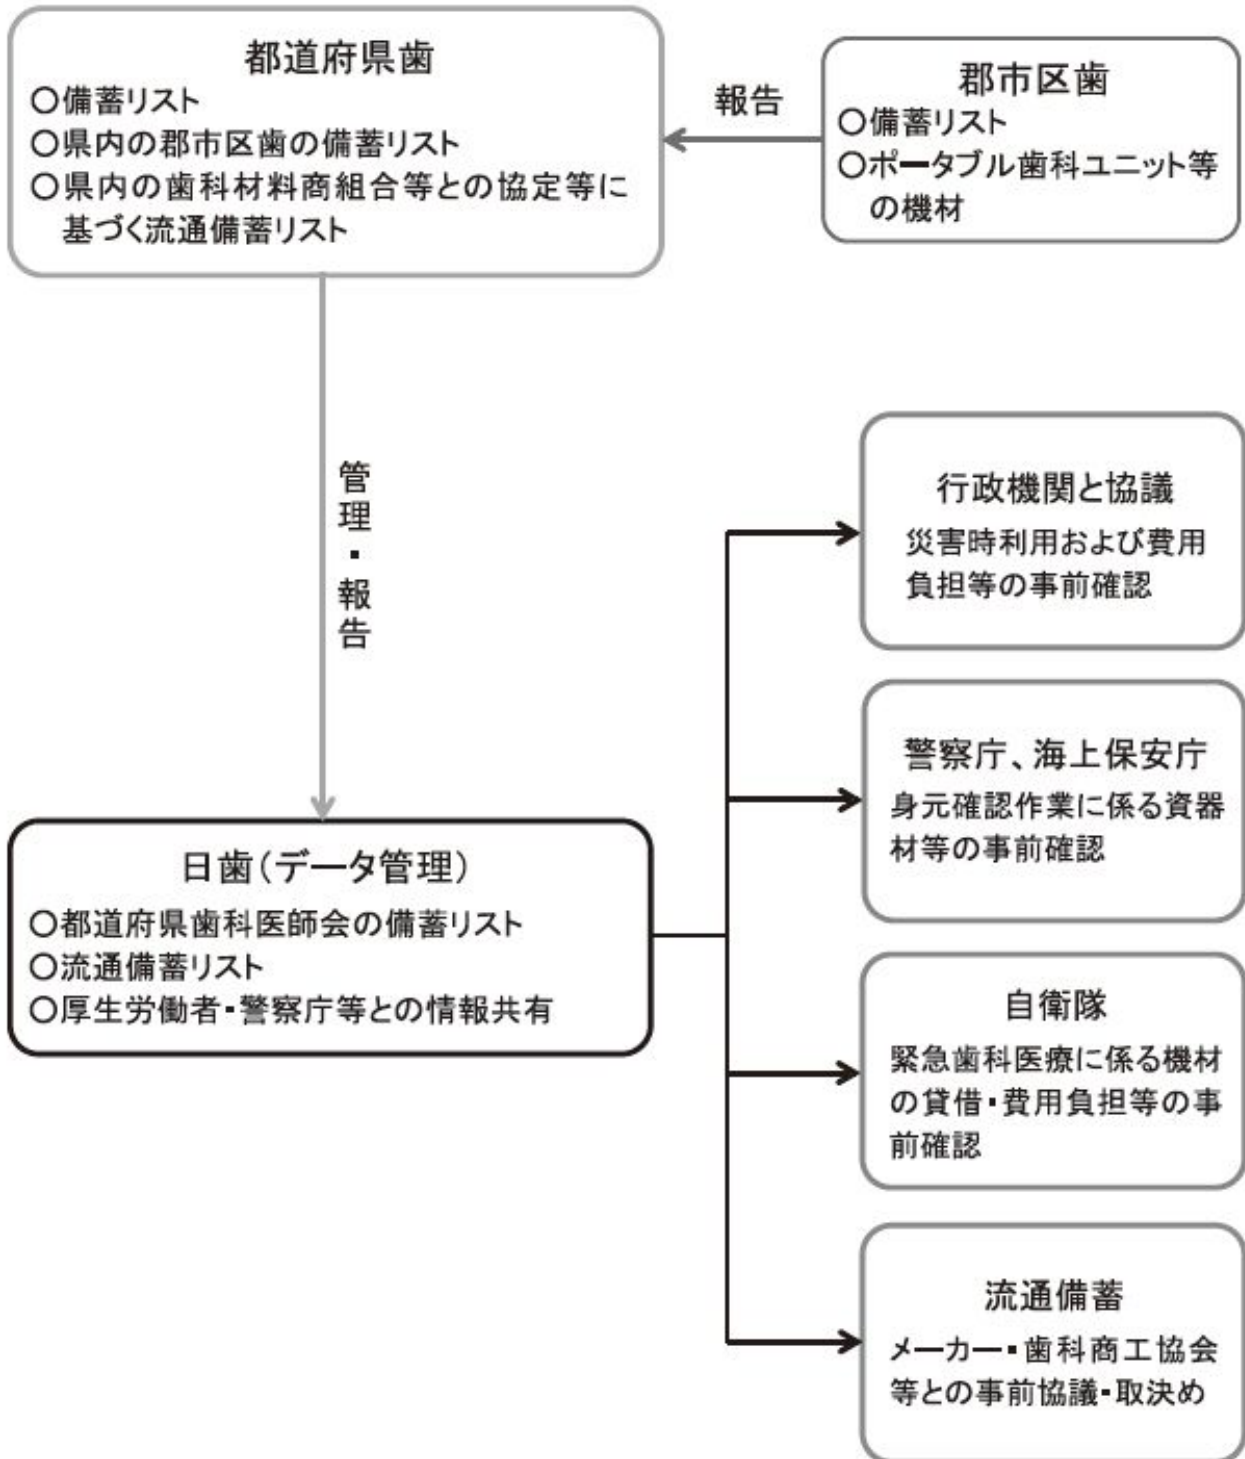 都道府県歯
○備蓄リスト
○県内の郡市区歯の備蓄リスト
○県内の歯科材料商組合等との協定等に
基づく流通備蓄リスト
報告
郡市区歯
○備蓄リスト
○ポータブル歯科ユニット等
の機材
管理・報告
日歯(データ管理)
○都道府県歯科医師会の備蓄リスト
○流通備蓄リスト
○厚生労働者・警察庁等との情報共有
行政機関と協議
災害時利用および費用
負担等の事前確認
警察庁、海上保安庁
身元確認作業に係る資器
材等の事前確認
自衛隊
緊急歯科医療に係る機材
の貸借・費用負担等の事
前確認
流通備蓄
メーカー・歯科商工協会
等との事前協議・取決め